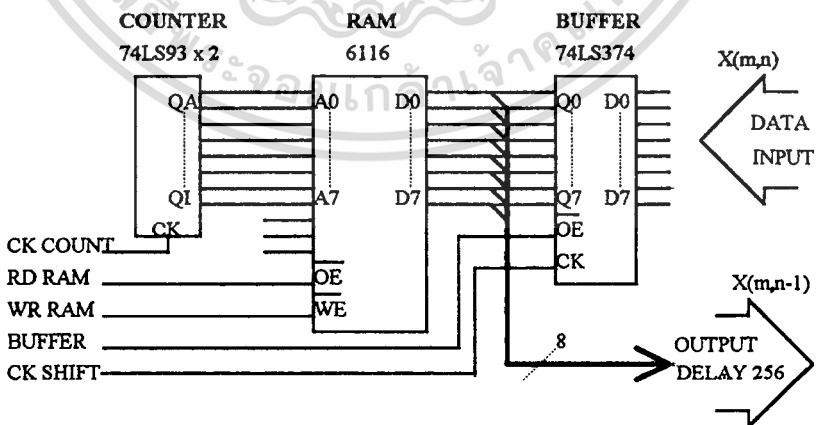 COUNTER
74LS93 x 2
RAM
6116
BUFFER
74LS374
X(m,n)
QA
A0
D0
Q0
D0
DATA
INPUT
QI
A7
D7
Q7
D7
CK
OE
CK COUNT
CK
RD RAM
OE
WR RAM
WE
X(m,n-1)
BUFFER
8
OUTPUT
CK SHIFT
DELAY 256